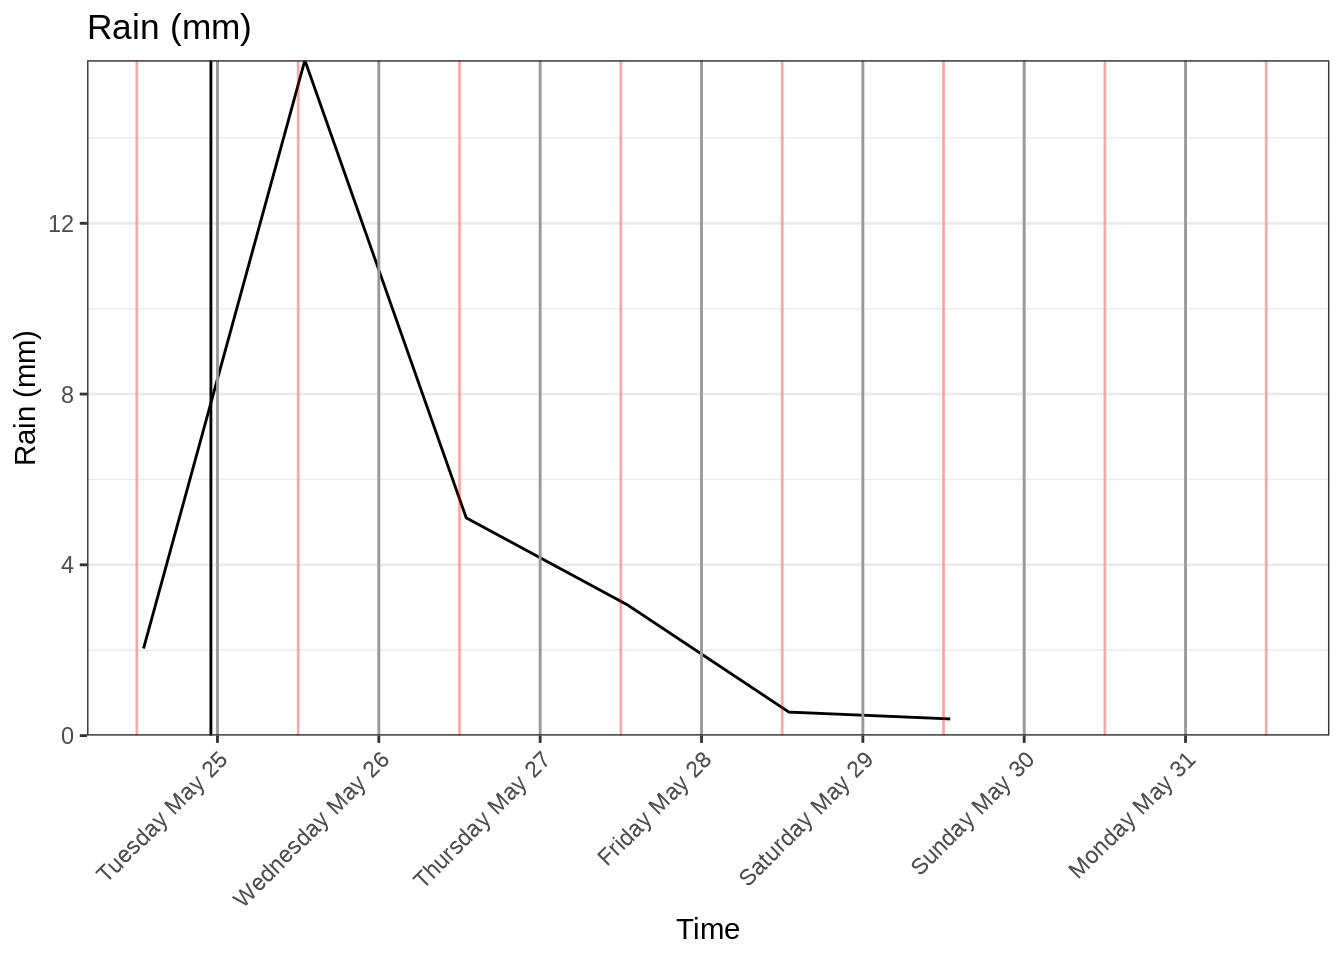 Rain (mm)
Rain (mm)
12
8
4
0
Tuesday May 25
Wednesday May 26
Thursday May 27
Friday May 28
Saturday May 29
Sunday May 30
Monday May 31
Time